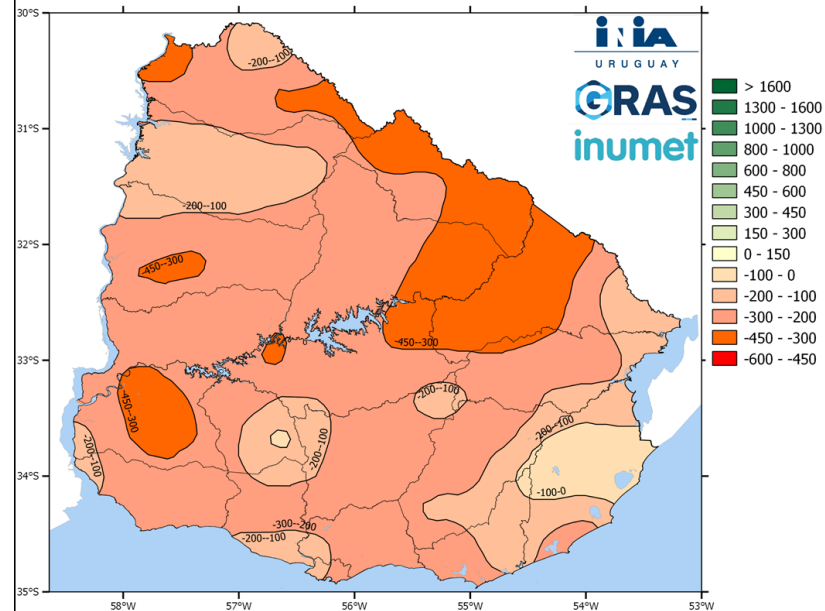 30°S
31°S
32°S
33°S
34°S
35°S
58°W
57°W
56°W
55°W
54°W
53°W
INIA
URUGUAY
GRAS
inumet
> 1600
1300 - 1600
1000 - 1300
800 - 1000
600 - 800
450 - 600
300 - 450
150 - 300
0 - 150
-100 - 0
-200 - -100
-300 - -200
-450 - -300
-600 - -450
-200--100
-200--100
-450--300
-450--300
-450--300
-200--100
-200--100
-200--100
-200--100
-100-0
-300--200
-200--100